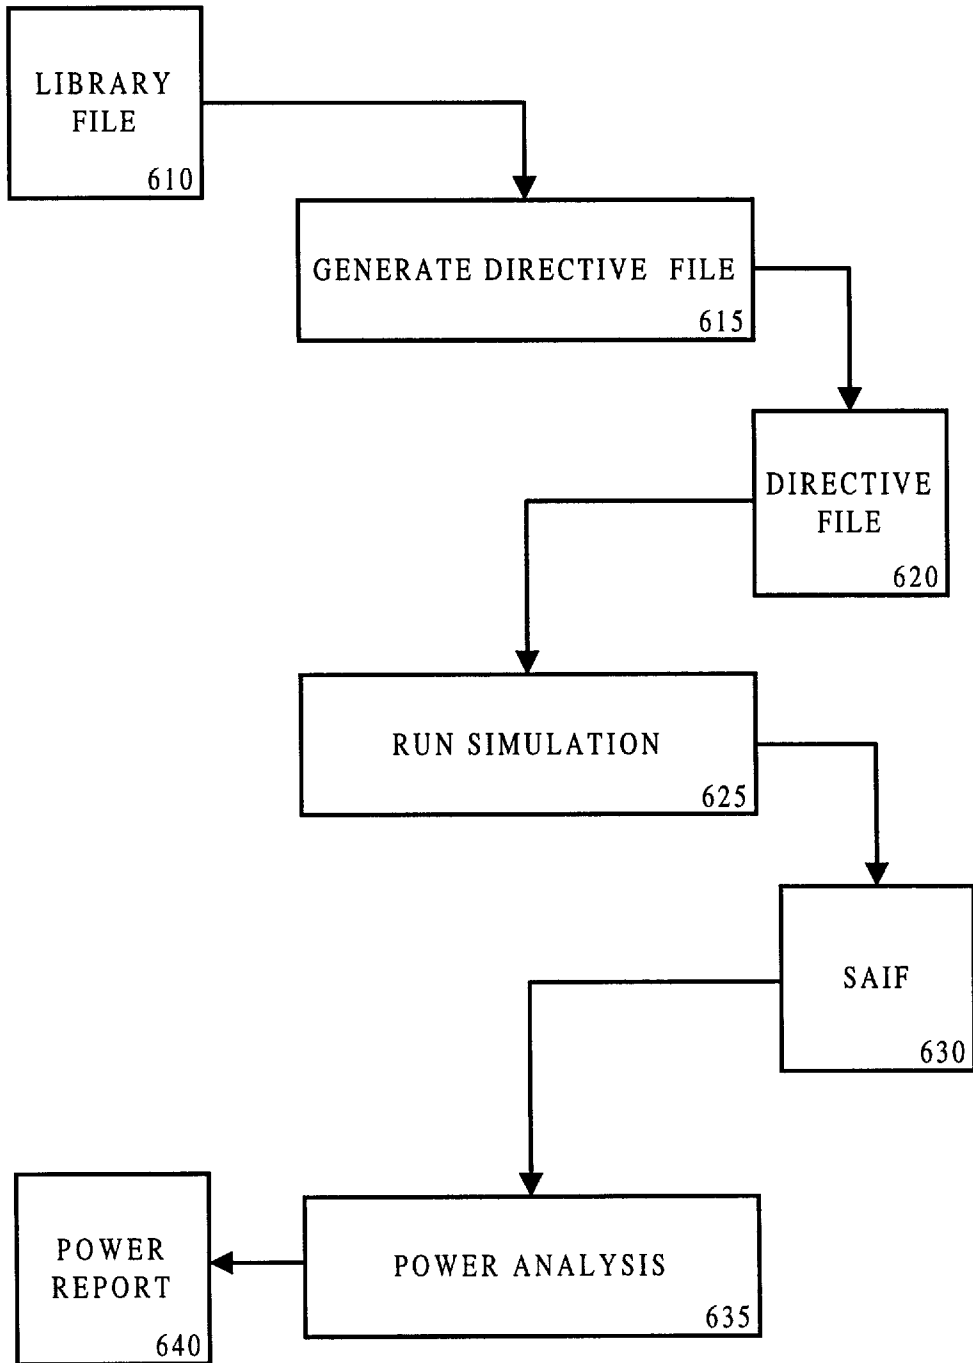 LIBRARY
FILE
610
GENERATE DIRECTIVE FILE
615
DIRECTIVE
FILE
620
RUN SIMULATION
625
SAIF
630
POWER
REPORT
640
POWER ANALYSIS
635